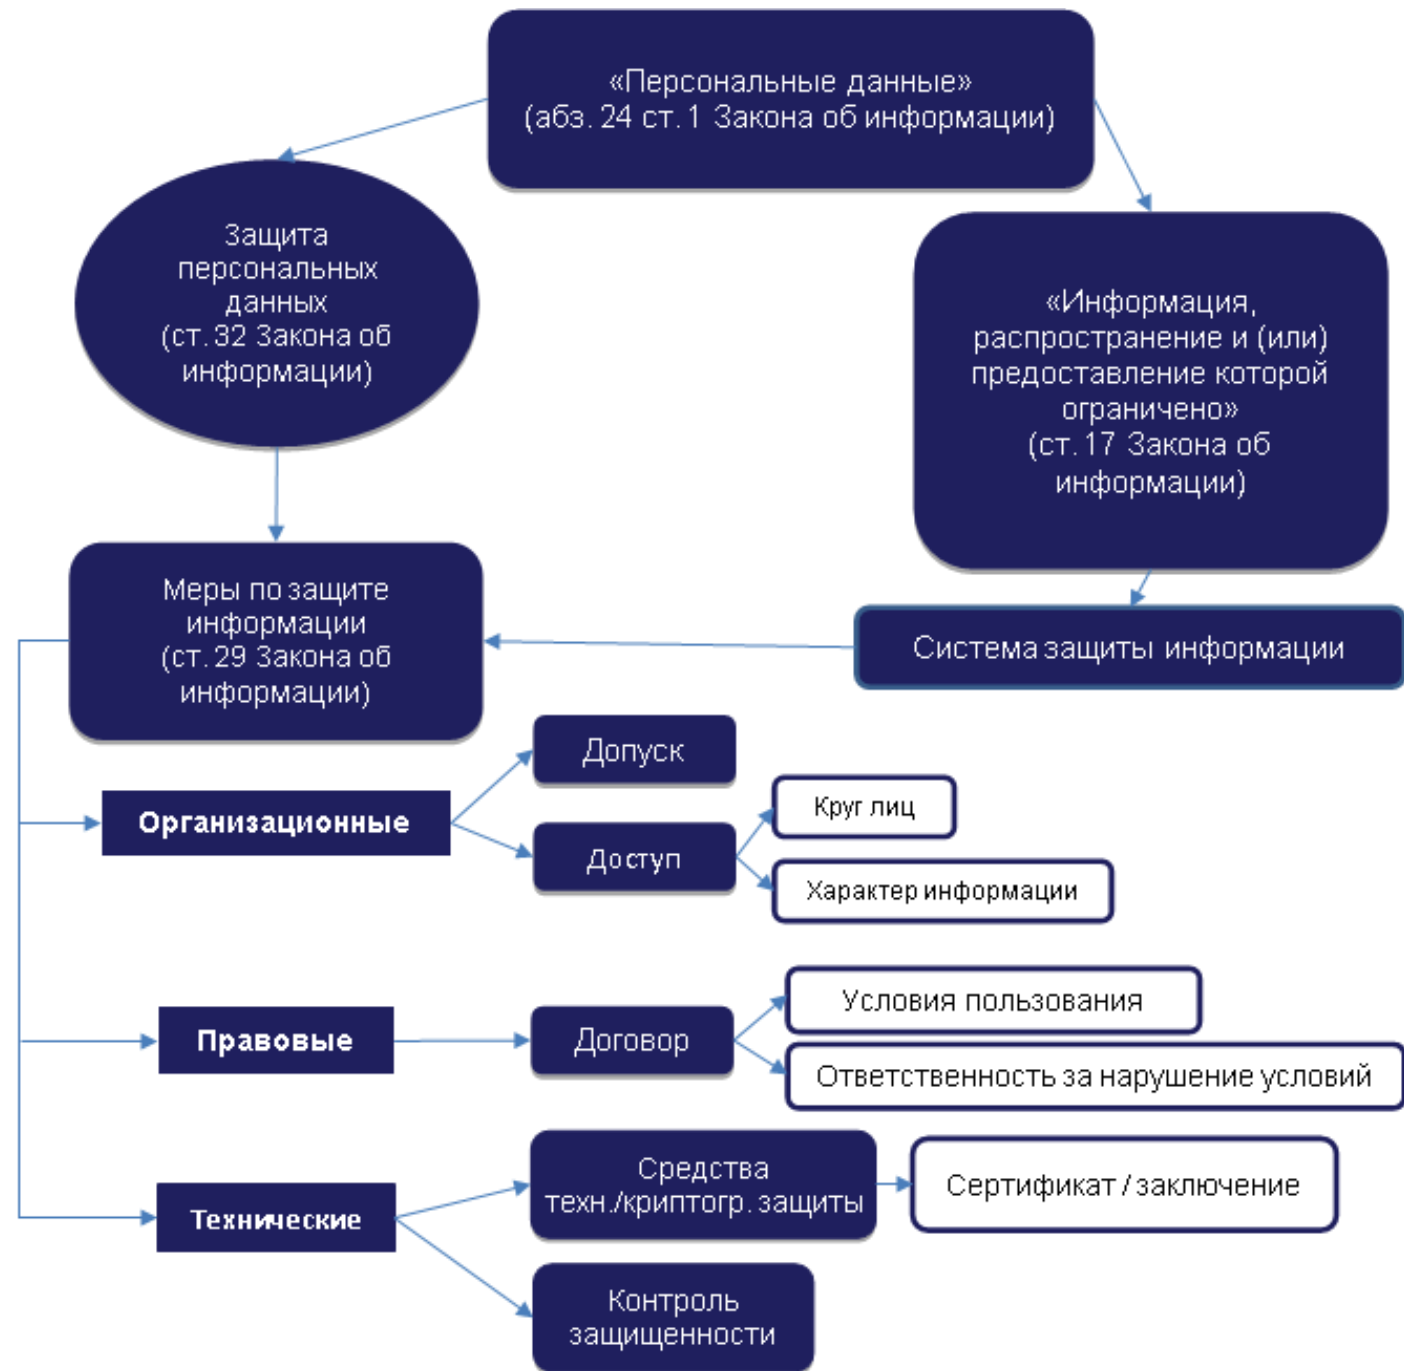 «Персональные данные»
(абз. 24 ст. 1 Закона об информации)
Защита
персональных
данных
(ст. 32 Закона об
информации)
«Информация,
распространение и (или)
предоставление которой
ограничено»
(ст. 17 Закона об
информации)
Меры по защите
информации
(ст. 29 Закона об
информации)
Система защиты информации
Организационные
Допуск
Доступ
Круг лиц
Характер информации
Правовые
Договор
Условия пользования
Ответственность за нарушение условий
Технические
Средства
техн./криптогр. защиты
Сертификат / заключение
Контроль
защищенности